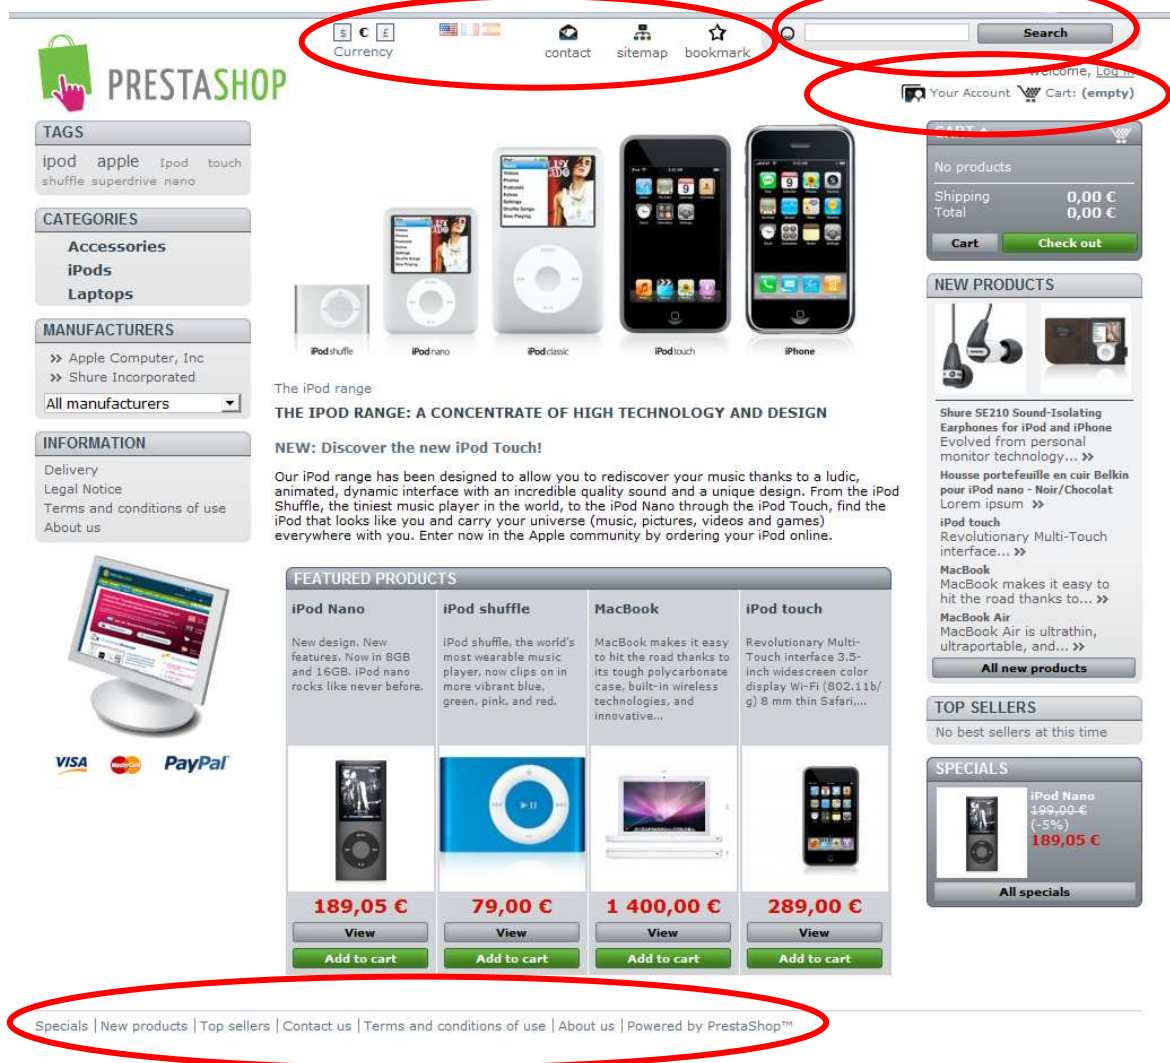 $ € £
Currency
contact
sitemap
bookmark
Search
PRESTASHOP
Welcome, Log in
Your Account Cart: (empty)
TAGS
ipod apple Ipod touch
shuffle superdrive nano
CATEGORIES
Accessories
iPods
Laptops
MANUFACTURERS
Apple Computer, Inc
Shure Incorporated
All manufacturers
INFORMATION
Delivery
Legal Notice
Terms and conditions of use
About us
VISA MasterCard PayPal
iPod shuffle
iPod nano
iPod classic
iPod touch
iPhone
The iPod range
THE IPOD RANGE: A CONCENTRATE OF HIGH TECHNOLOGY AND DESIGN
NEW: Discover the new iPod Touch!
Our iPod range has been designed to allow you to rediscover your music thanks to a ludic,
animated, dynamic interface with an incredible quality sound and a unique design. From the iPod
Shuffle, the tiniest music player in the world, to the iPod Nano through the iPod Touch, find the
iPod that looks like you and carry your universe (music, pictures, videos and games)
everywhere with you. Enter now in the Apple community by ordering your iPod online.
FEATURED PRODUCTS
iPod Nano
New design. New
features. Now in 8GB
and 16GB. iPod nano
rocks like never before.
189,05 €
View
Add to cart
iPod shuffle
iPod shuffle, the world's
most wearable music
player, now clips on in
more vibrant blue,
green, pink, and red.
79,00 €
View
Add to cart
MacBook
MacBook makes it easy
to hit the road thanks to
its tough polycarbonate
case, built-in wireless
technologies, and
innovative...
1 400,00 €
View
Add to cart
iPod touch
Revolutionary Multi-
Touch interface 3.5-
inch widescreen color
display Wi-Fi (802.11b/
g) 8 mm thin Safari,...
289,00 €
View
Add to cart
CART
No products
Shipping 0,00 €
Total 0,00 €
Cart Check out
NEW PRODUCTS
Shure SE210 Sound-Isolating
Earphones for iPod and iPhone
Evolved from personal
monitor technology... »
Housse portefeuille en cuir Belkin
pour iPod nano - Noir/Chocolat
Lorem ipsum »
iPod touch
Revolutionary Multi-Touch
interface... »
MacBook
MacBook makes it easy to
hit the road thanks to... »
MacBook Air
MacBook Air is ultrathin,
ultraportable, and... »
All new products
TOP SELLERS
No best sellers at this time
SPECIALS
iPod Nano
199,00 €
(-5%)
189,05 €
All specials
Specials | New products | Top sellers | Contact us | Terms and conditions of use | About us | Powered by PrestaShop™